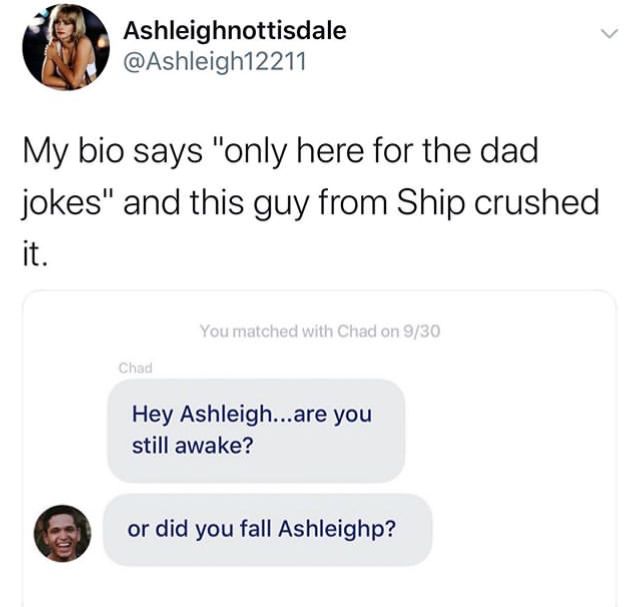 Ashleighnottisdale
@Ashleigh12211
My bio says "only here for the dad
jokes" and this guy from Ship crushed
it.
You matched with Chad on 9/30
Chad
Hey Ashleigh...are you
still awake?
or did you fall Ashleighp?